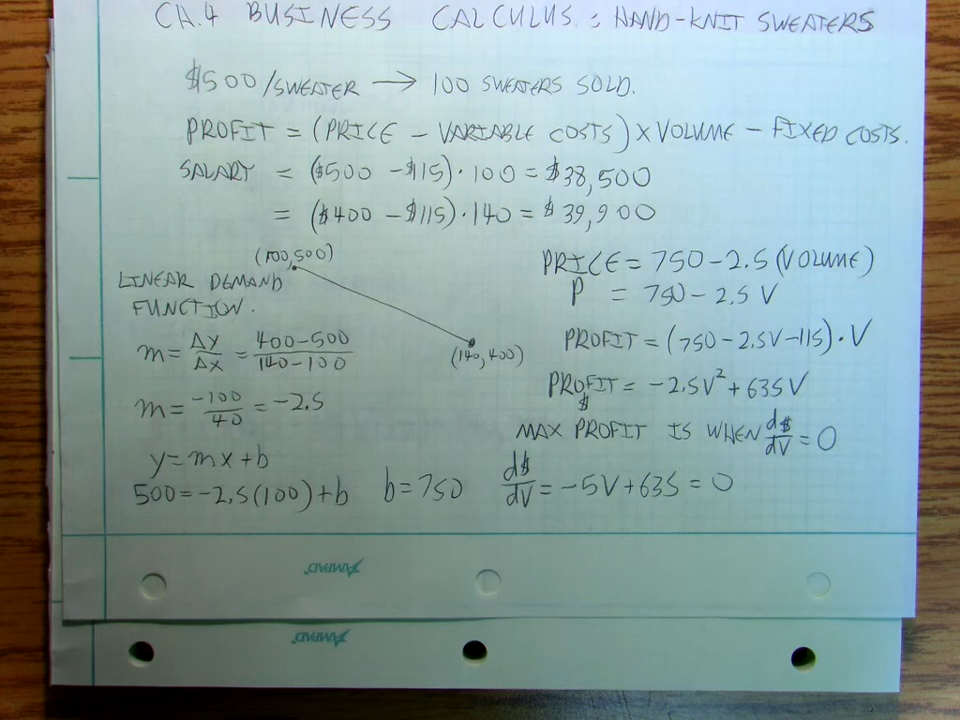 CH.4 BUSINESS CALCULUS: HAND-KNIT SWEATERS
$500/SWEATER → 100 SWEATERS SOLD.
PROFIT = (PRICE - VARIABLE COSTS) X VOLUME - FIXED COSTS.
SALARY = ($500 - $115) · 100 = $38,500
= ($400 - $115) · 140 = $39,900
(100,500)
LINEAR DEMAND
FUNCTION.
(140,400)
m = ΔY/ΔX = 400-500/140-100
m = -100/40 = -2.5
y = mx + b
500 = -2.5(100) + b b = 750
PRICE = 750 - 2.5 (VOLUME)
P = 750 - 2.5 V
PROFIT = (750 - 2.5V - 115) · V
PROFIT = -2.5V² + 635V
$
MAX PROFIT IS WHEN d$/dV = 0
d$/dV = -5V + 635 = 0
AMPAD
AMPAD